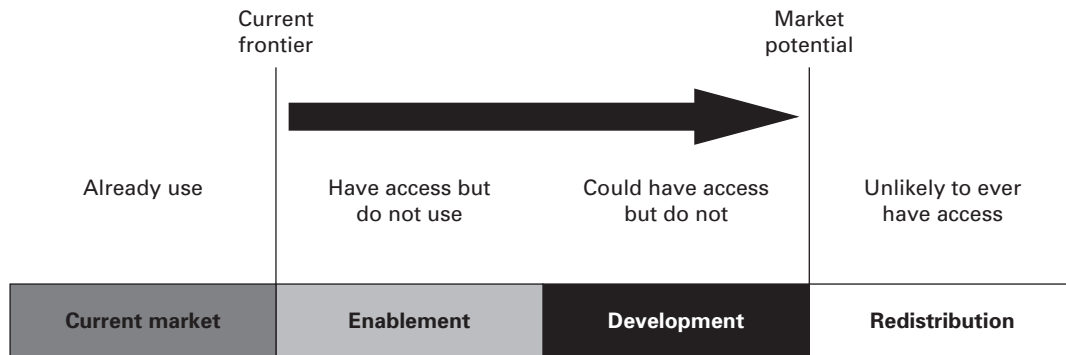 Current
frontier
Market
potential
Already use
Have access but
do not use
Could have access
but do not
Unlikely to ever
have access
Current market
Enablement
Development
Redistribution